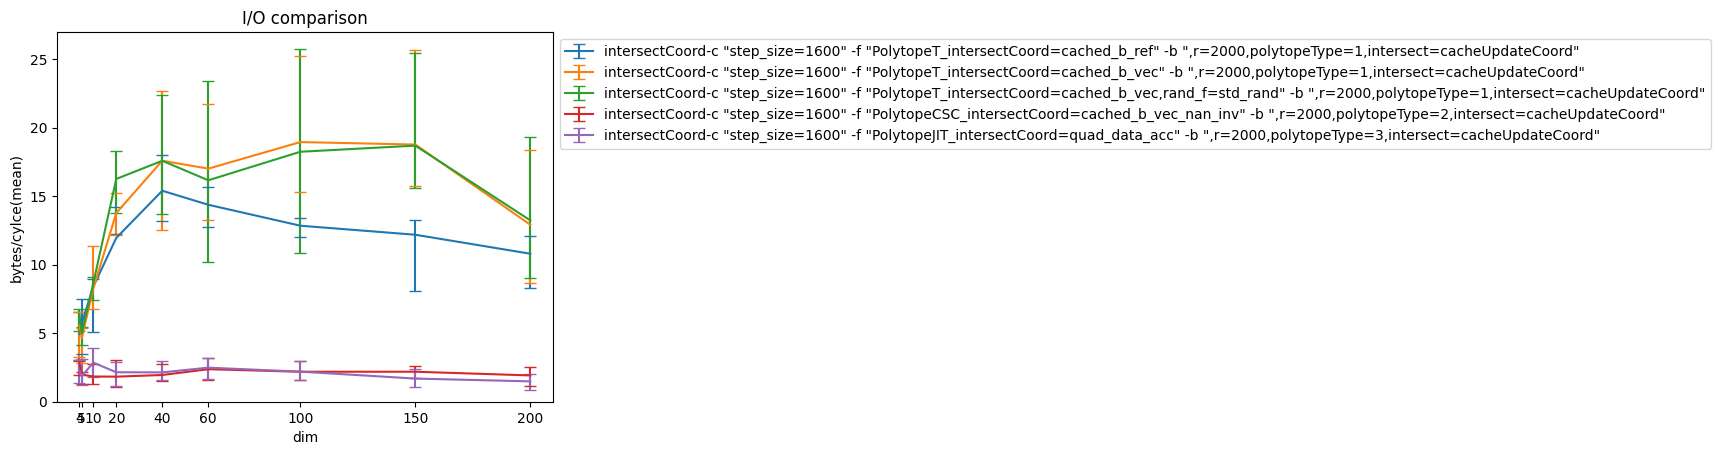 I/O comparison
25
20
15
10
5
0
bytes/cylce(mean)
4 5 10 20 40 60 100 150 200
dim
intersectCoord-c "step_size=1600" -f "PolytopeT_intersectCoord=cached_b_ref" -b ",r=2000,polytopeType=1,intersect=cacheUpdateCoord"
intersectCoord-c "step_size=1600" -f "PolytopeT_intersectCoord=cached_b_vec" -b ",r=2000,polytopeType=1,intersect=cacheUpdateCoord"
intersectCoord-c "step_size=1600" -f "PolytopeT_intersectCoord=cached_b_vec,rand_f=std_rand" -b ",r=2000,polytopeType=1,intersect=cacheUpdateCoord"
intersectCoord-c "step_size=1600" -f "PolytopeCSC_intersectCoord=cached_b_vec_nan_inv" -b ",r=2000,polytopeType=2,intersect=cacheUpdateCoord"
intersectCoord-c "step_size=1600" -f "PolytopeJIT_intersectCoord=quad_data_acc" -b ",r=2000,polytopeType=3,intersect=cacheUpdateCoord"